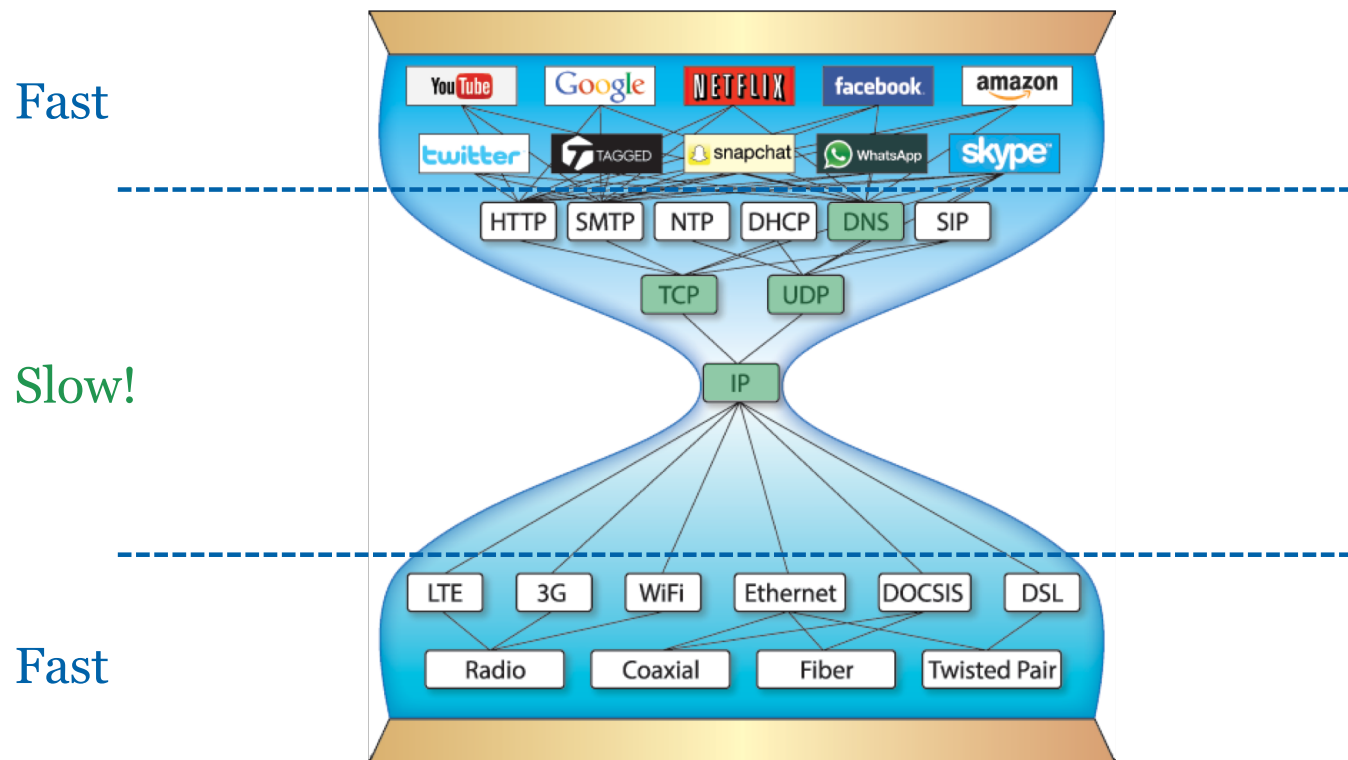 Fast
YouTube Google NETFLIX facebook. amazon
twitter TAGGED snapchat WhatsApp skype™
HTTP SMTP NTP DHCP DNS SIP
TCP UDP
Slow!
IP
LTE 3G WiFi Ethernet DOCSIS DSL
Fast
Radio Coaxial Fiber Twisted Pair